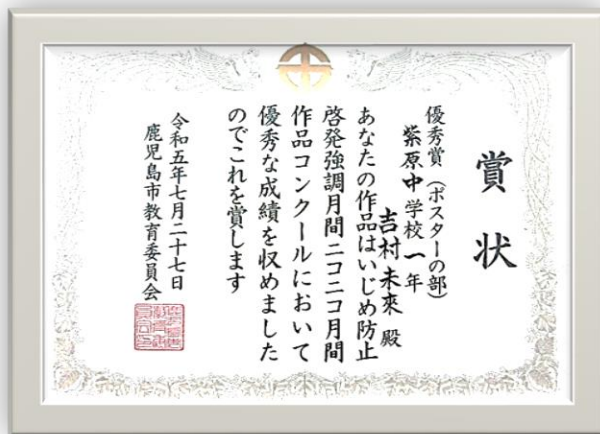 賞状
優秀賞（ポスターの部）
紫原中学校一年
吉村未來殿
あなたの作品はいじめ防止
啓発強調月間ニコニコ月間
作品コンクールにおいて
優秀な成績を収めました
のでこれを賞します
令和五年七月二十七日
鹿児島市教育委員会